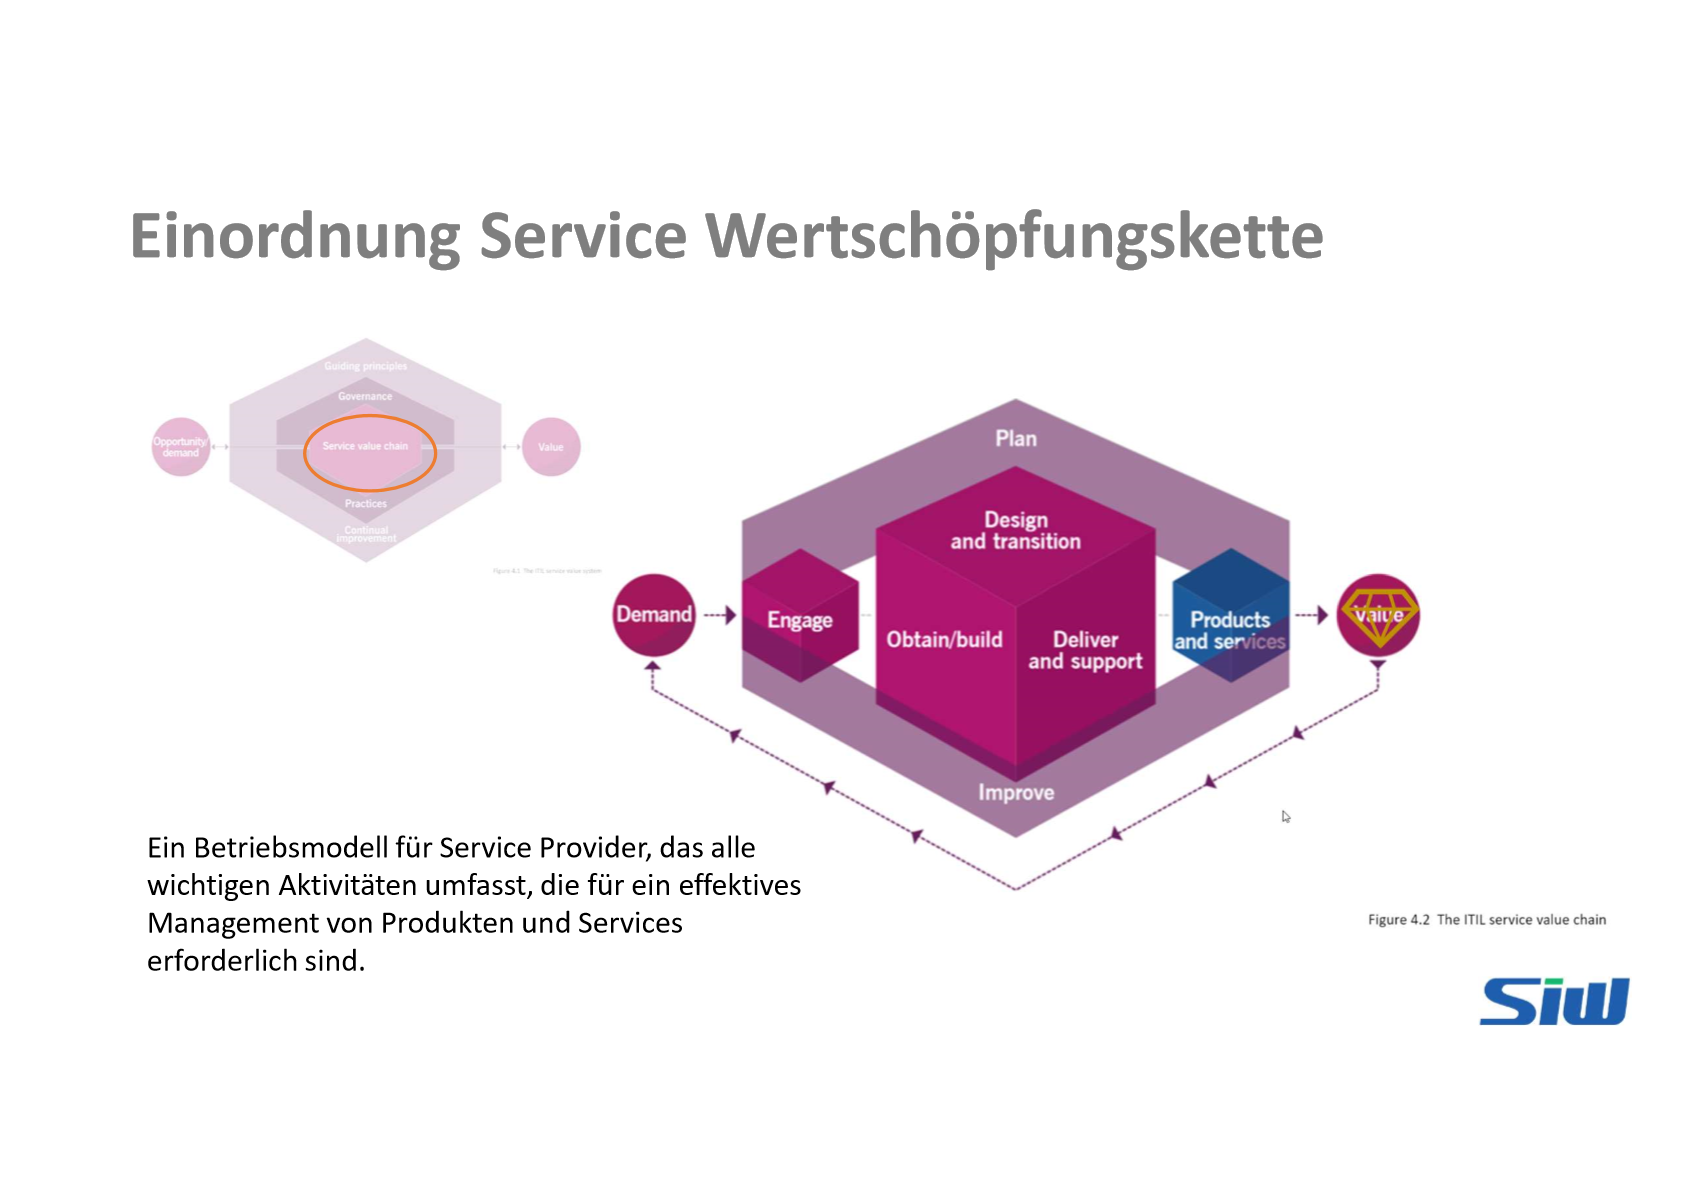 Einordnung Service Wertschöpfungskette
Guiding principles
Governance
Opportunity/
demand
Service value chain
Value
Practices
Continual
improvement
Figure 4.1 The ITIL service value system
Plan
Design
and transition
Demand
Engage
Obtain/build
Deliver
and support
Products
and services
Value
Improve
Ein Betriebsmodell für Service Provider, das alle
wichtigen Aktivitäten umfasst, die für ein effektives
Management von Produkten und Services
erforderlich sind.
Figure 4.2 The ITIL service value chain
Siw